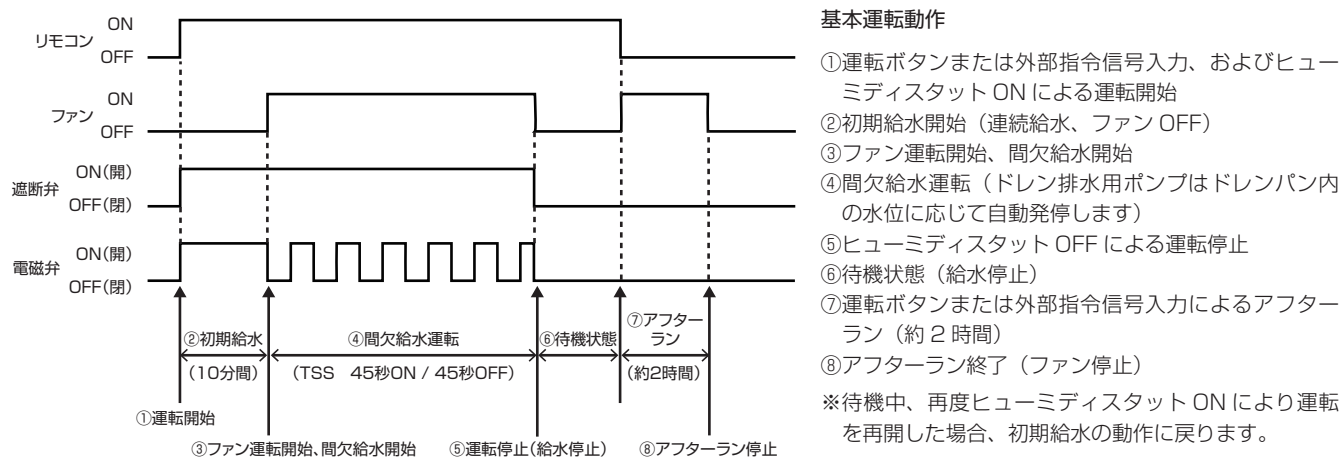 リモコン
ON
OFF
ファン
ON
OFF
遮断弁
ON(開)
OFF(閉)
電磁弁
ON(開)
OFF(閉)
②初期給水
(10分間)
④間欠給水運転
(TSS 45秒ON / 45秒OFF)
⑥待機状態
⑦アフター
ラン
(約2時間)
①運転開始
③ファン運転開始、間欠給水開始
⑤運転停止(給水停止)
⑧アフターラン停止
基本運転動作
①運転ボタンまたは外部指令信号入力、およびヒュー
ミディスタット ON による運転開始
②初期給水開始（連続給水、ファン OFF）
③ファン運転開始、間欠給水開始
④間欠給水運転（ドレン排水用ポンプはドレンパン内
の水位に応じて自動発停します）
⑤ヒューミディスタット OFF による運転停止
⑥待機状態（給水停止）
⑦運転ボタンまたは外部指令信号入力によるアフター
ラン（約 2 時間）
⑧アフターラン終了（ファン停止）
※待機中、再度ヒューミディスタット ON により運転
を再開した場合、初期給水の動作に戻ります。